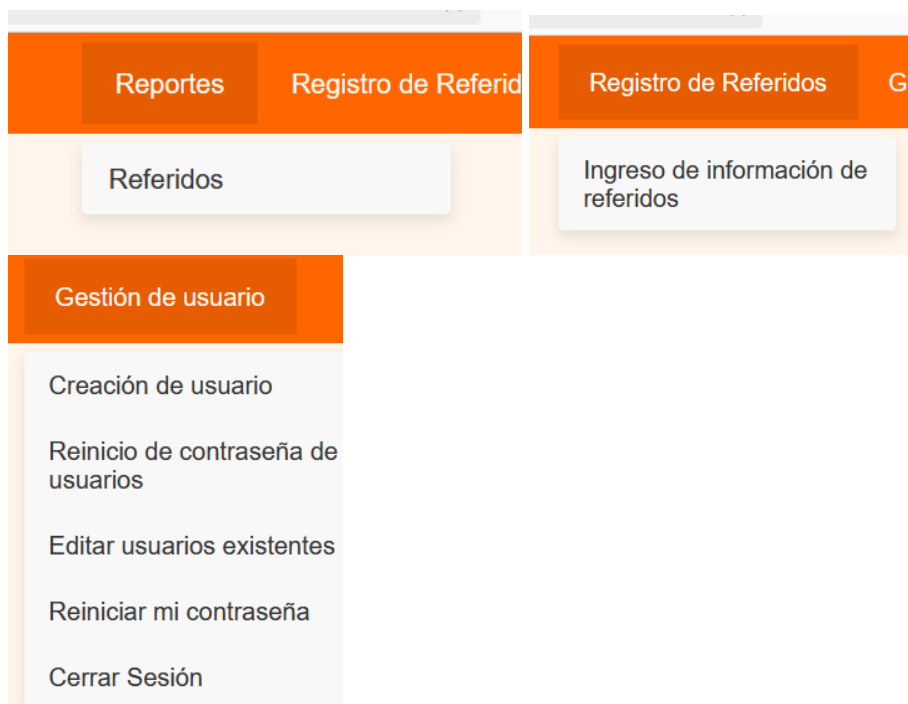 Reportes
Registro de Referid
Referidos
Registro de Referidos
G
Ingreso de información de
referidos
Gestión de usuario
Creación de usuario
Reinicio de contraseña de
usuarios
Editar usuarios existentes
Reiniciar mi contraseña
Cerrar Sesión